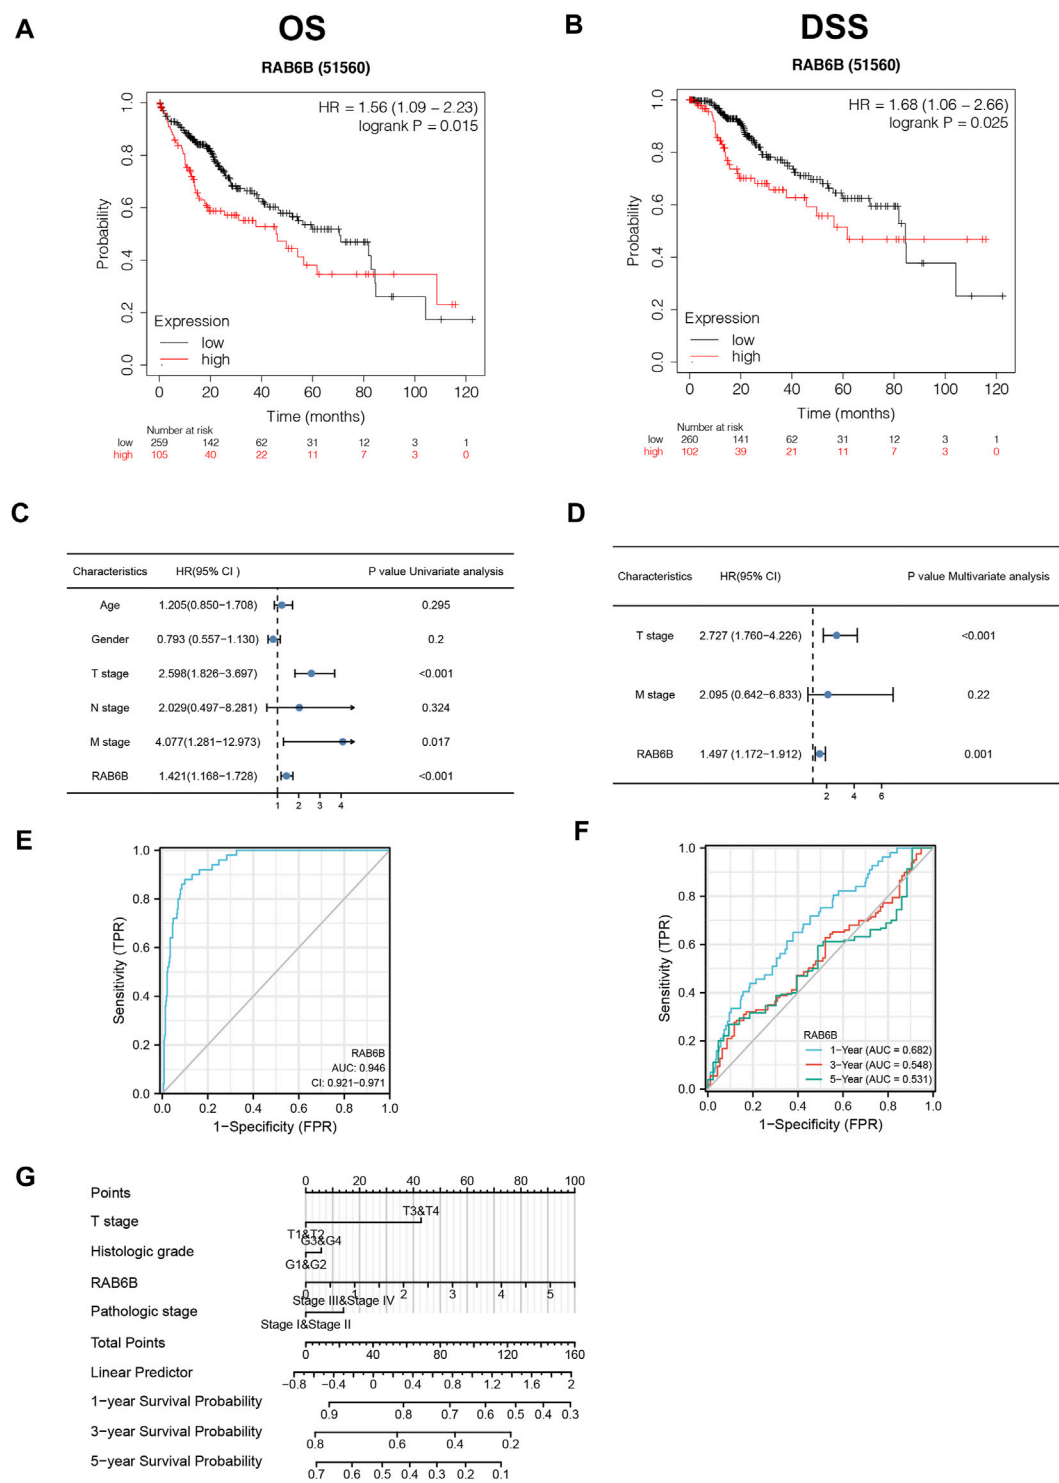 A
OS
RAB6B (51560)
HR = 1.56 (1.09 − 2.23)
logrank P = 0.015
Probability
1.0
0.8
0.6
0.4
0.2
0.0
Expression
low
high
0 20 40 60 80 100 120
Time (months)
Number at risk
low 259 142 62 31 12 3 1
high 105 40 22 11 7 3 0
B
DSS
RAB6B (51560)
HR = 1.68 (1.06 − 2.66)
logrank P = 0.025
Probability
1.0
0.8
0.6
0.4
0.2
0.0
Expression
low
high
0 20 40 60 80 100 120
Time (months)
Number at risk
low 260 141 62 31 12 3 1
high 102 39 21 11 7 3 0
C
Characteristics HR(95% CI ) P value Univariate analysis
Age 1.205(0.850−1.708) 0.295
Gender 0.793 (0.557−1.130) 0.2
T stage 2.598(1.826−3.697) <0.001
N stage 2.029(0.497−8.281) 0.324
M stage 4.077(1.281−12.973) 0.017
RAB6B 1.421(1.168−1.728) <0.001
1 2 3 4
D
Characteristics HR(95% CI) P value Multivariate analysis
T stage 2.727 (1.760−4.226) <0.001
M stage 2.095 (0.642−6.833) 0.22
RAB6B 1.497 (1.172−1.912) 0.001
2 4 6
E
Sensitivity (TPR)
1.0
0.8
0.6
0.4
0.2
0.0
RAB6B
AUC: 0.946
CI: 0.921−0.971
0.0 0.2 0.4 0.6 0.8 1.0
1−Specificity (FPR)
F
Sensitivity (TPR)
1.0
0.8
0.6
0.4
0.2
0.0
RAB6B
1−Year (AUC = 0.682)
3−Year (AUC = 0.548)
5−Year (AUC = 0.531)
0.0 0.2 0.4 0.6 0.8 1.0
1−Specificity (FPR)
G
0 20 40 60 80 100
Points
T3&T4
T stage
T1&T2
G3&G4
Histologic grade
G1&G2
RAB6B
0 1 2 3 4 5
Stage III&Stage IV
Pathologic stage
Stage I&Stage II
Total Points
0 40 80 120 160
Linear Predictor
−0.8 −0.4 0 0.4 0.8 1.2 1.6 2
1−year Survival Probability
0.9 0.8 0.7 0.6 0.5 0.4 0.3
3−year Survival Probability
0.8 0.6 0.4 0.2
5−year Survival Probability
0.7 0.6 0.5 0.4 0.3 0.2 0.1